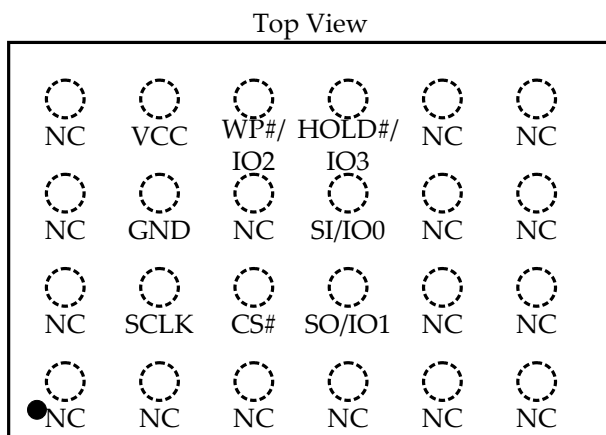 Top View
NC VCC WP#/ HOLD#/ NC NC
IO2 IO3
NC GND NC SI/IO0 NC NC
NC SCLK CS# SO/IO1 NC NC
NC NC NC NC NC NC